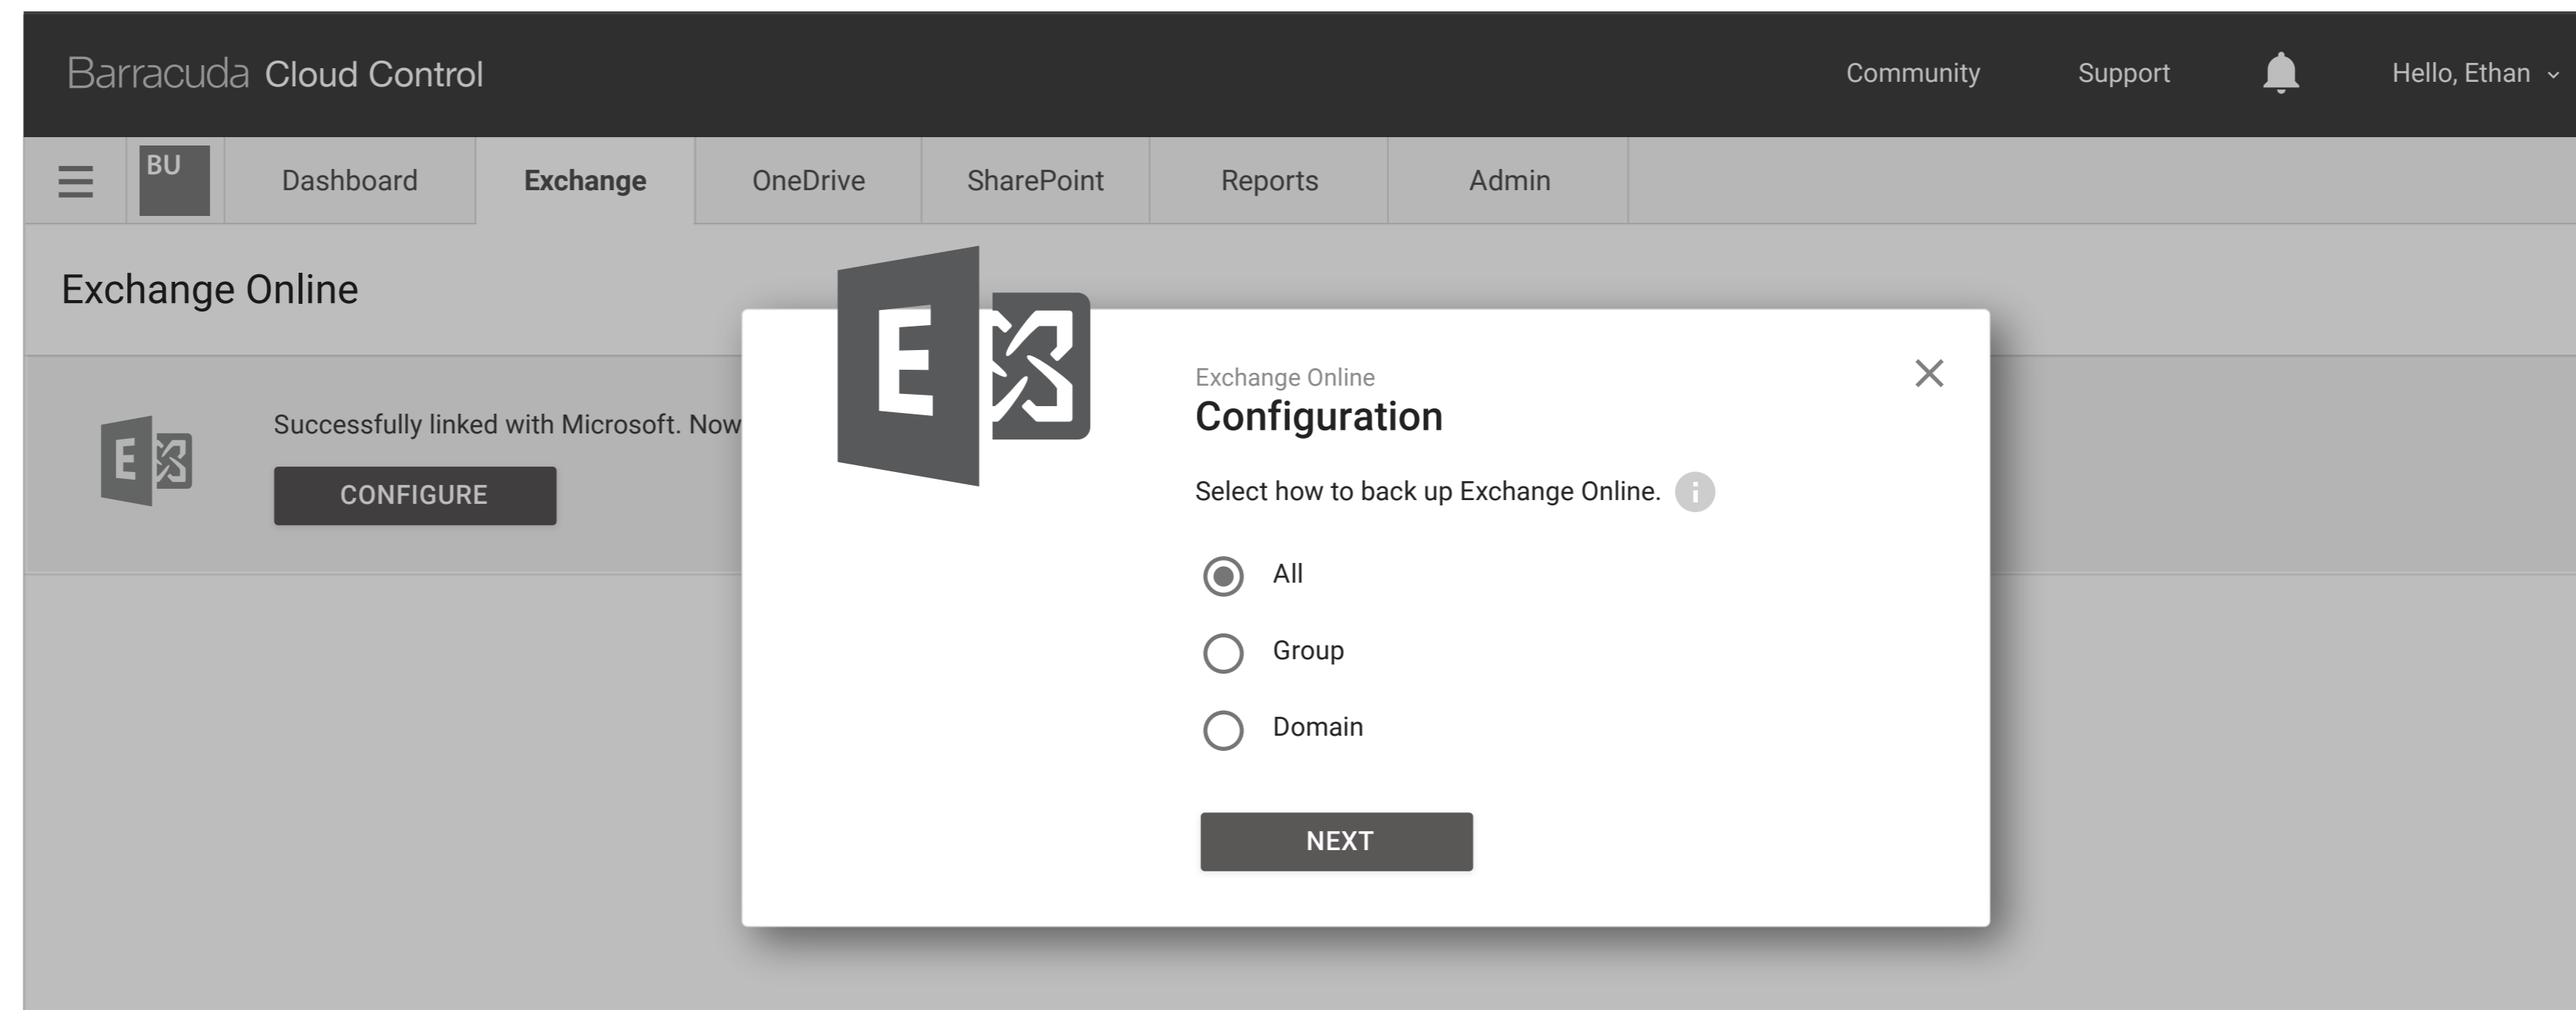 Barracuda Cloud Control
Community Support Hello, Ethan
BU Dashboard Exchange OneDrive SharePoint Reports Admin
Exchange Online
Successfully linked with Microsoft. Now
CONFIGURE
E
E
Exchange Online
Configuration
Select how to back up Exchange Online. i
All
Group
Domain
NEXT